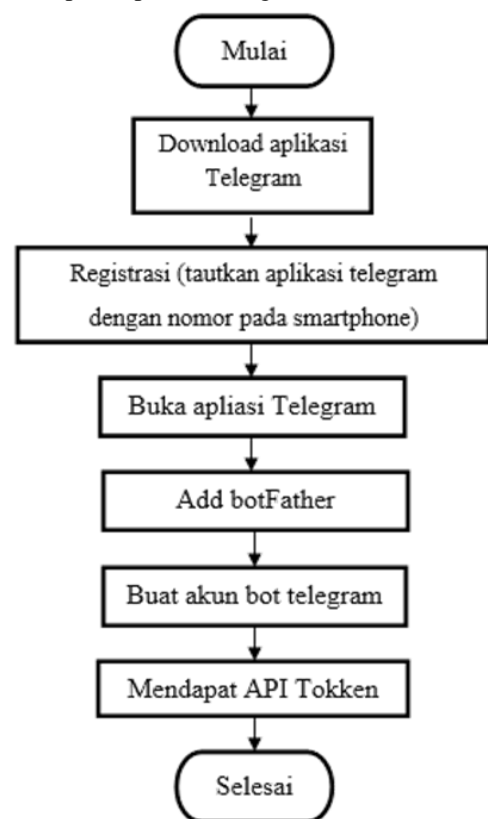 Mulai
Download aplikasi
Telegram
Registrasi (tautkan aplikasi telegram
dengan nomor pada smartphone)
Buka apliasi Telegram
Add botFather
Buat akun bot telegram
Mendapat API Tokken
Selesai